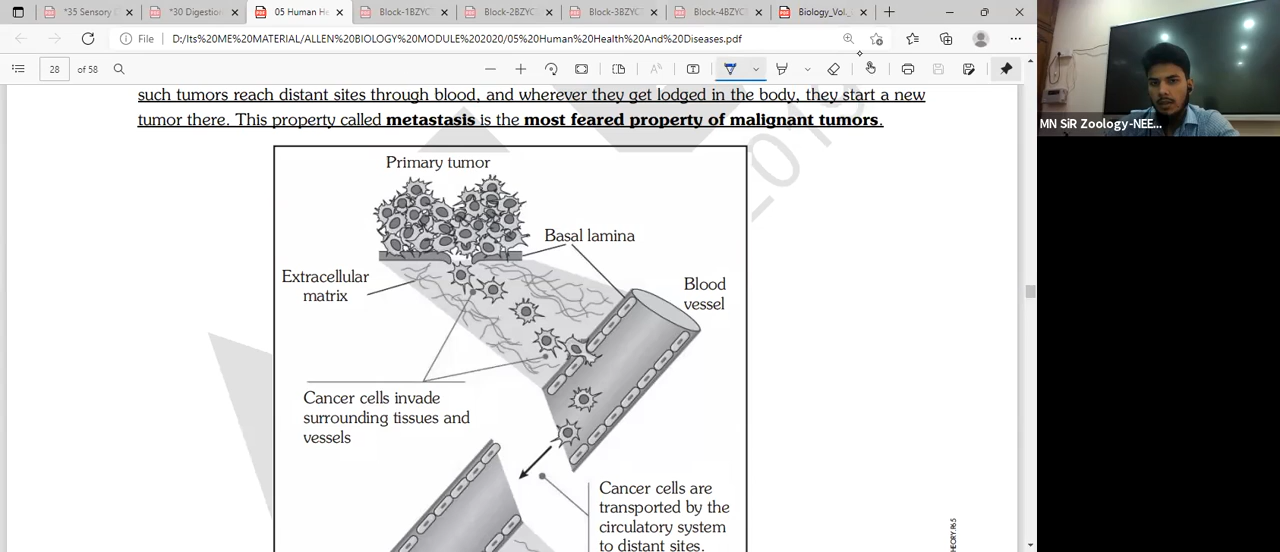 *35 Sensory
*30 Digestion
05 Human He
Block-1BZYC
Block-2BZYC
Block-3BZYC
Block-4BZYC
Biology_Vol.
File
D:/Its%20ME%20MATERIAL/ALLEN%20BIOLOGY%20MODULE%202020/05%20Human%20Health%20And%20Diseases.pdf
28 of 58
such tumors reach distant sites through blood, and wherever they get lodged in the body, they start a new
tumor there. This property called metastasis is the most feared property of malignant tumors.
MN SiR Zoology-NEE...
Primary tumor
Basal lamina
Extracellular
matrix
Blood
vessel
Cancer cells invade
surrounding tissues and
vessels
Cancer cells are
transported by the
circulatory system
to distant sites.